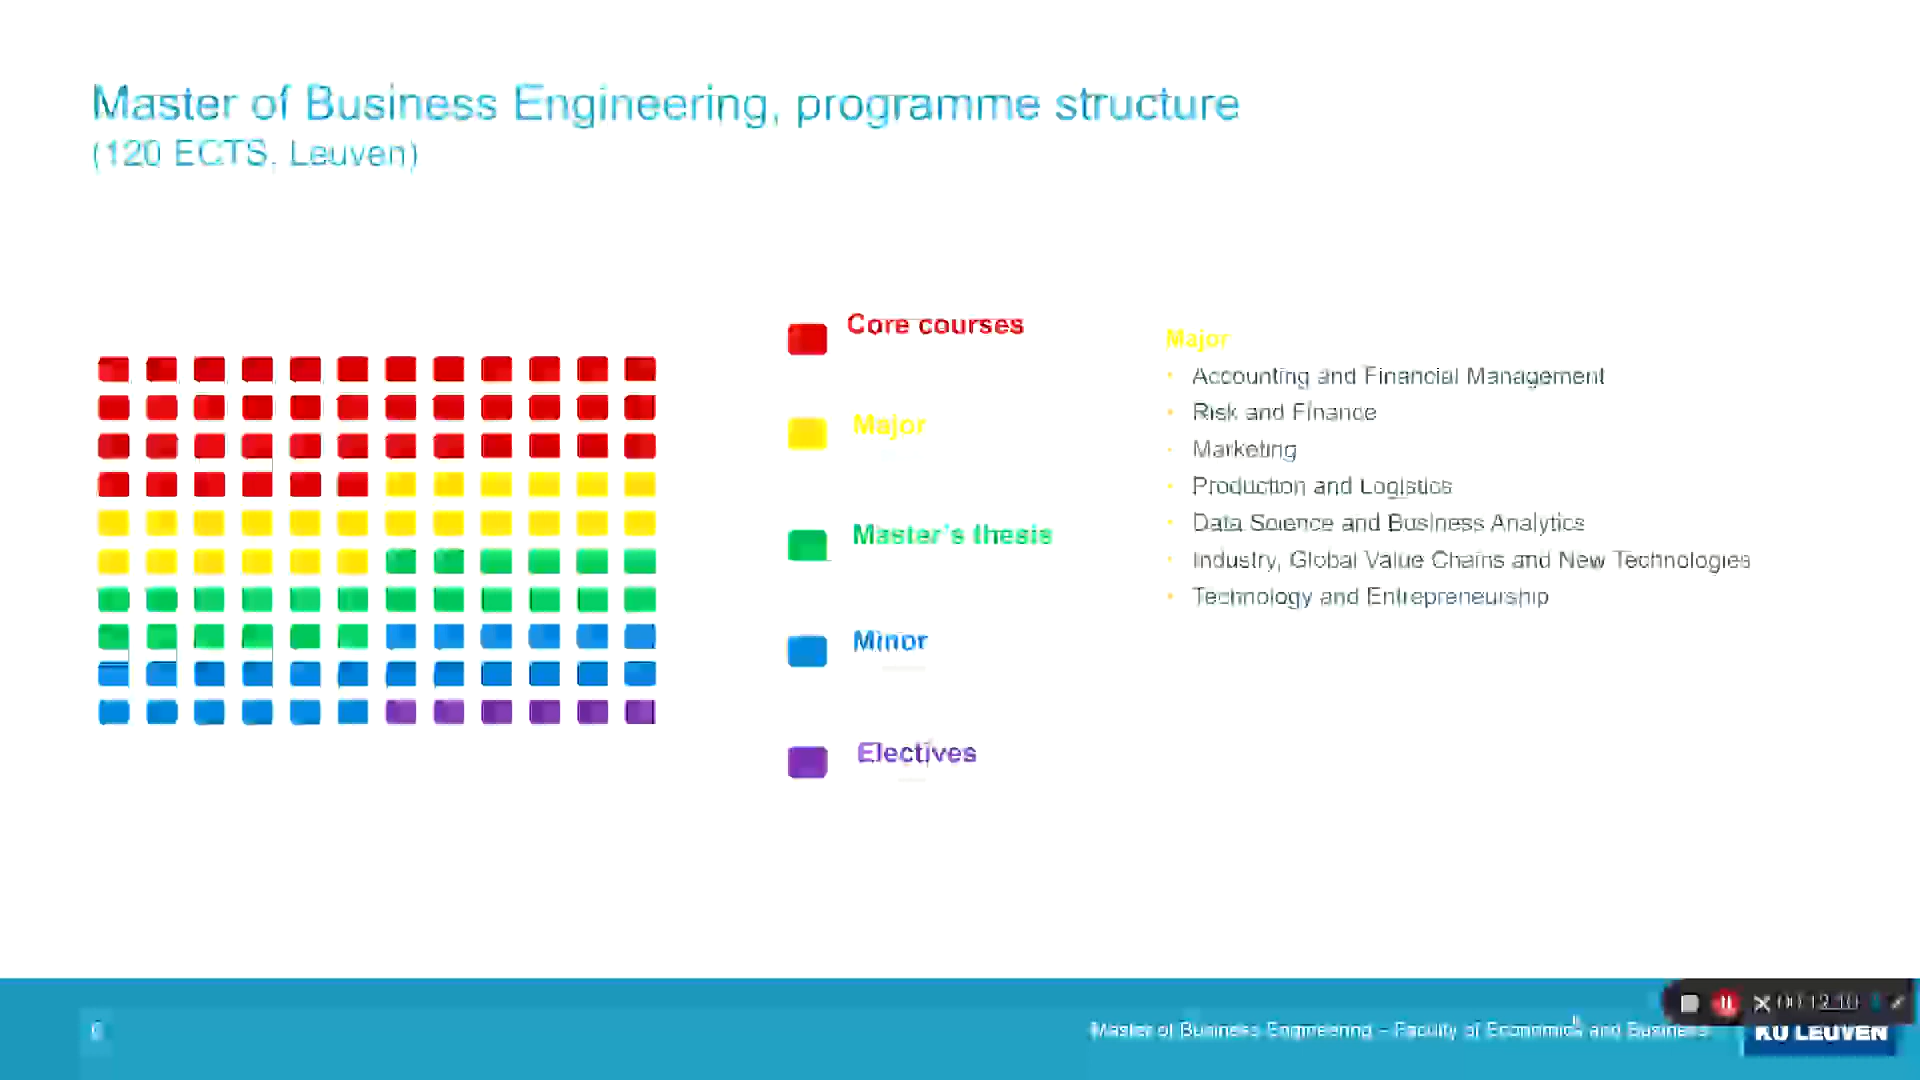 Master of Business Engineering, programme structure
(120 ECTS, Leuven)
Core courses
Major
Master's thesis
Minor
Electives
Major
• Accounting and Financial Management
• Risk and Finance
• Marketing
• Production and Logistics
• Data Science and Business Analytics
• Industry, Global Value Chains and New Technologies
• Technology and Entrepreneurship
Master of Business Engineering – Faculty of Economics and Business
KU LEUVEN